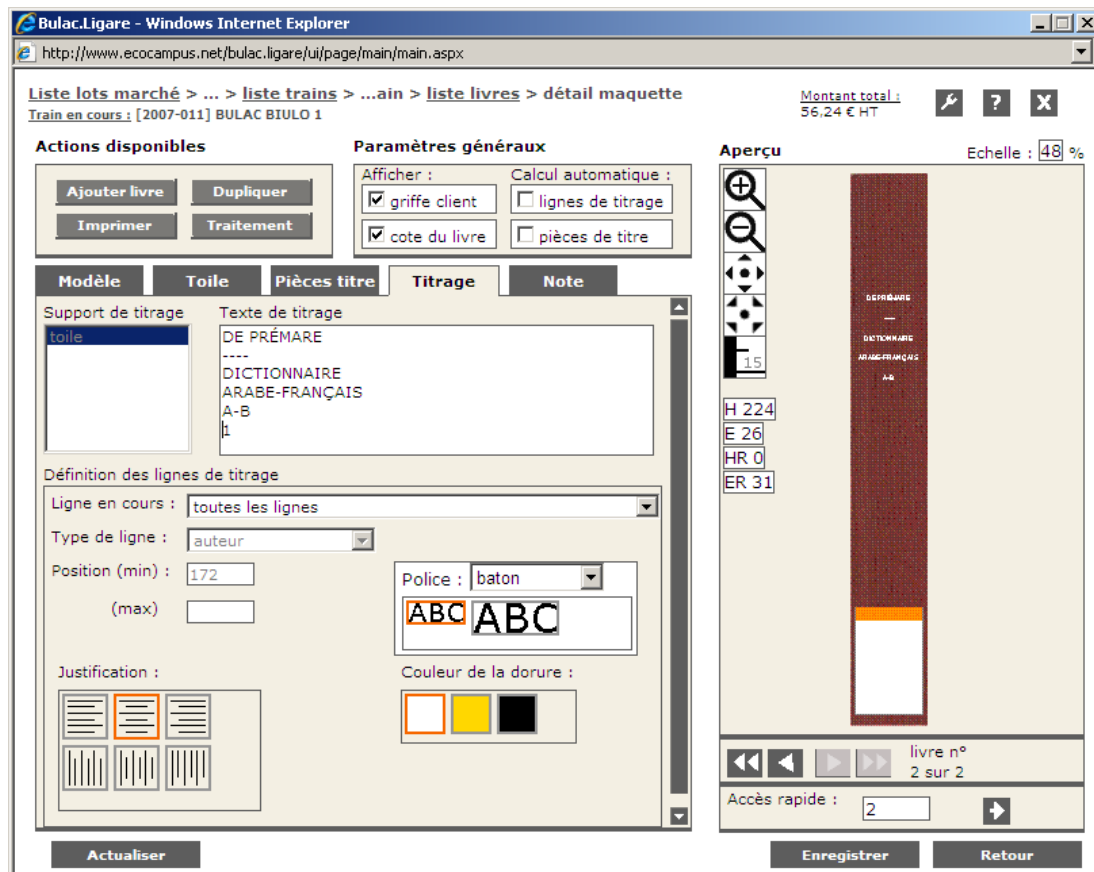 Bulac.Ligare - Windows Internet Explorer
http://www.ecocampus.net/bulac.ligare/ui/page/main/main.aspx
Liste lots marché > ... > liste trains > ...ain > liste livres > détail maquette
Train en cours : [2007-011] BULAC BIULO 1
Montant total :
56,24 € HT
?
X
Actions disponibles
Ajouter livre
Dupliquer
Imprimer
Traitement
Paramètres généraux
Afficher :
Calcul automatique :
griffe client
lignes de titrage
cote du livre
pièces de titre
Modèle
Toile
Pièces titre
Titrage
Note
Support de titrage
toile
Texte de titrage
DE PRÉMARE
----
DICTIONNAIRE
ARABE-FRANÇAIS
A-B
1
Définition des lignes de titrage
Ligne en cours :
toutes les lignes
Type de ligne :
auteur
Position (min) :
172
(max)
Police :
baton
ABC
ABC
Justification :
Couleur de la dorure :
Actualiser
Aperçu
Echelle : 48 %
15
H 224
E 26
HR 0
ER 31
DE PRÉMARE
—
DICTIONNAIRE
ARABE-FRANÇAIS
A-B
livre n°
2 sur 2
Accès rapide :
2
Enregistrer
Retour